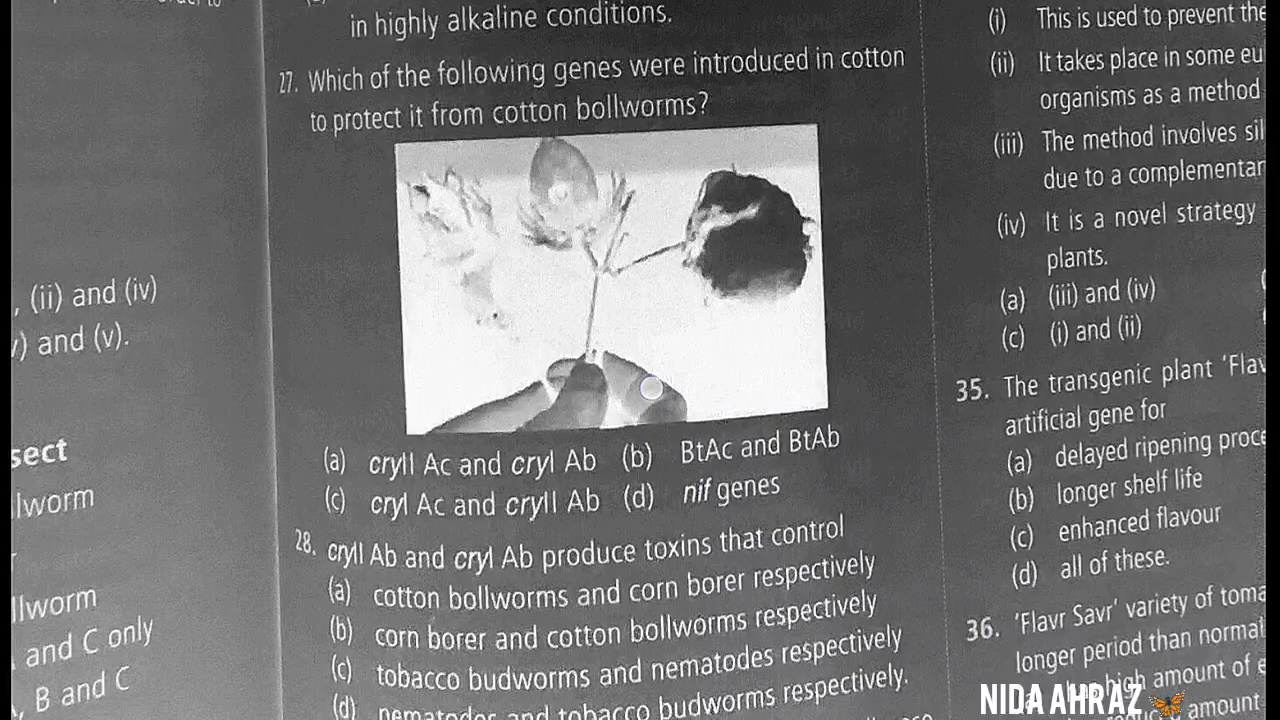 in highly alkaline conditions.
27. Which of the following genes were introduced in cotton
to protect it from cotton bollworms?
(a) cryII Ac and cryI Ab (b) BtAc and BtAb
(c) cryI Ac and cryII Ab (d) nif genes
28. cryII Ab and cryI Ab produce toxins that control
(a) cotton bollworms and corn borer respectively
(b) corn borer and cotton bollworms respectively
(c) tobacco budworms and nematodes respectively
(d) nematodes and tobacco budworms respectively.
, (ii) and (iv)
) and (v).
sect
lworm
llworm
and C only
, B and C
(i) This is used to prevent the
(ii) It takes place in some eu
organisms as a method
(iii) The method involves sil
due to a complementar
(iv) It is a novel strategy
plants.
(a) (iii) and (iv)
(c) (i) and (ii)
35. The transgenic plant 'Flav
artificial gene for
(a) delayed ripening proce
(b) longer shelf life
(c) enhanced flavour
(d) all of these.
36. 'Flavr Savr' variety of toma
longer period than normal
high amount of e
amount
NIDA AHRAZ